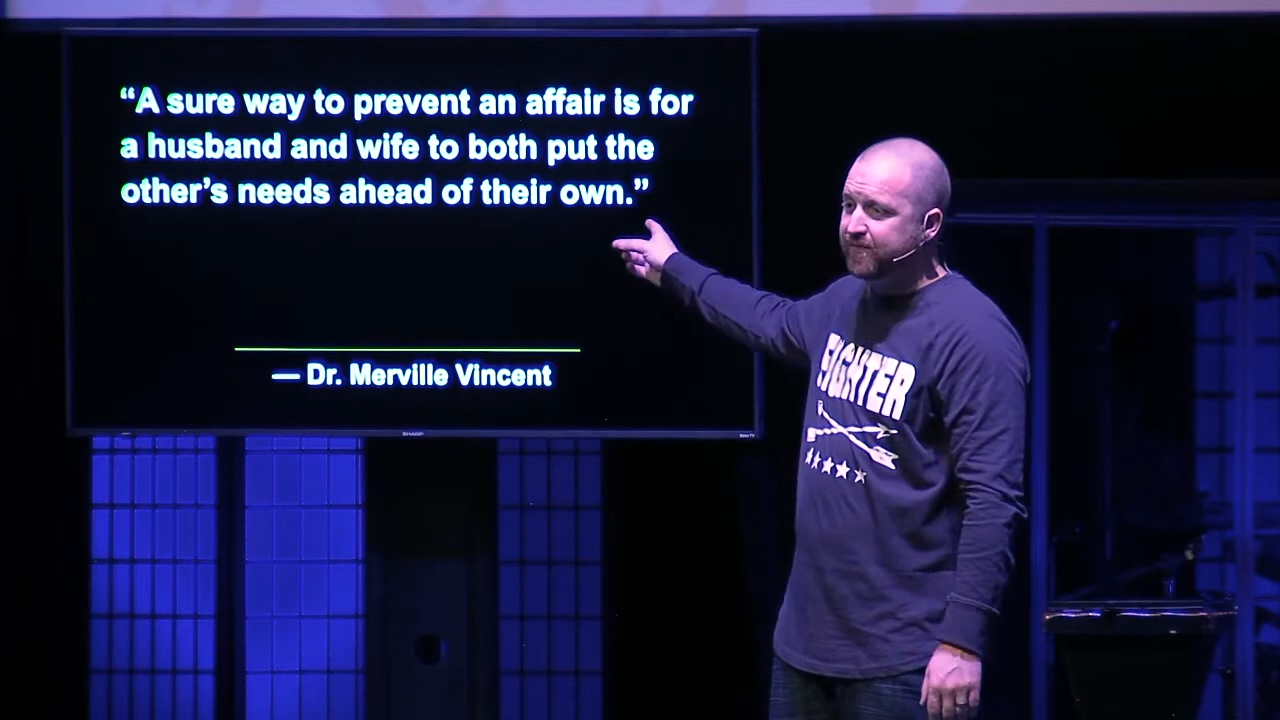 “A sure way to prevent an affair is for
a husband and wife to both put the
other’s needs ahead of their own.”
— Dr. Merville Vincent
SHARP
FIGHTER